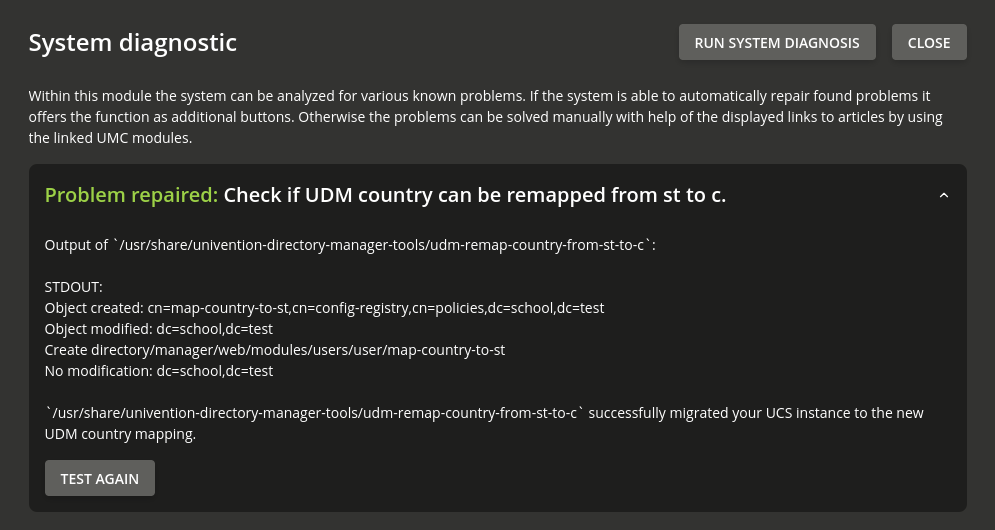 System diagnostic
RUN SYSTEM DIAGNOSIS
CLOSE
Within this module the system can be analyzed for various known problems. If the system is able to automatically repair found problems it
offers the function as additional buttons. Otherwise the problems can be solved manually with help of the displayed links to articles by using
the linked UMC modules.
Problem repaired: Check if UDM country can be remapped from st to c.
Output of `/usr/share/univention-directory-manager-tools/udm-remap-country-from-st-to-c`:
STDOUT:
Object created: cn=map-country-to-st,cn=config-registry,cn=policies,dc=school,dc=test
Object modified: dc=school,dc=test
Create directory/manager/web/modules/users/user/map-country-to-st
No modification: dc=school,dc=test
`/usr/share/univention-directory-manager-tools/udm-remap-country-from-st-to-c` successfully migrated your UCS instance to the new
UDM country mapping.
TEST AGAIN